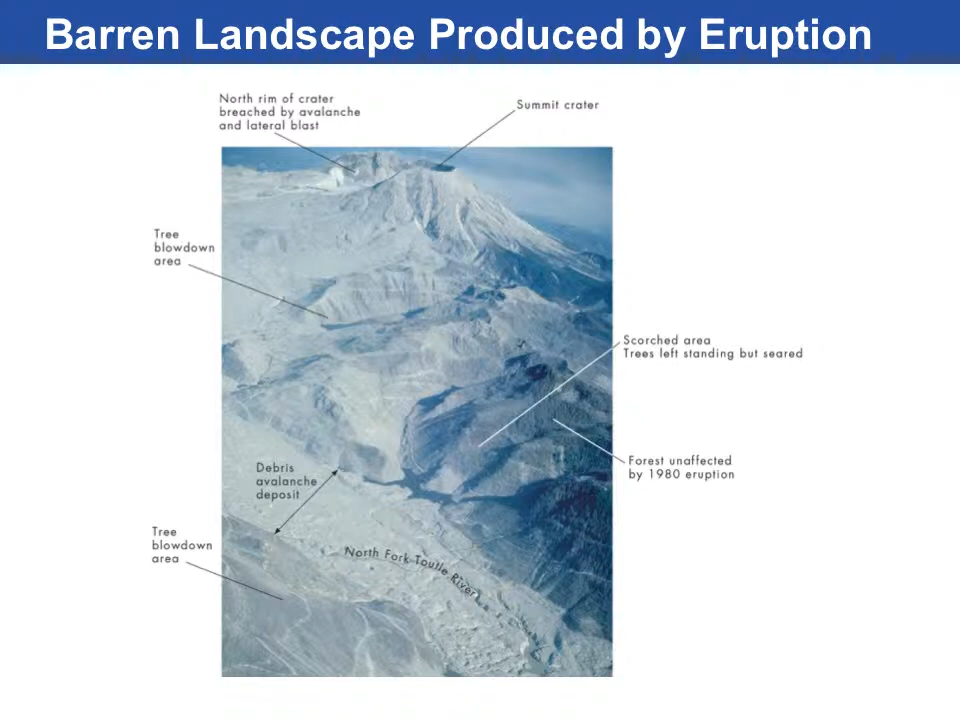 Barren Landscape Produced by Eruption
North rim of crater
breached by avalanche
and lateral blast
Summit crater
Tree
blowdown
area
Scorched area
Trees left standing but seared
Forest unaffected
by 1980 eruption
Debris
avalanche
deposit
Tree
blowdown
area
North Fork Toutle River